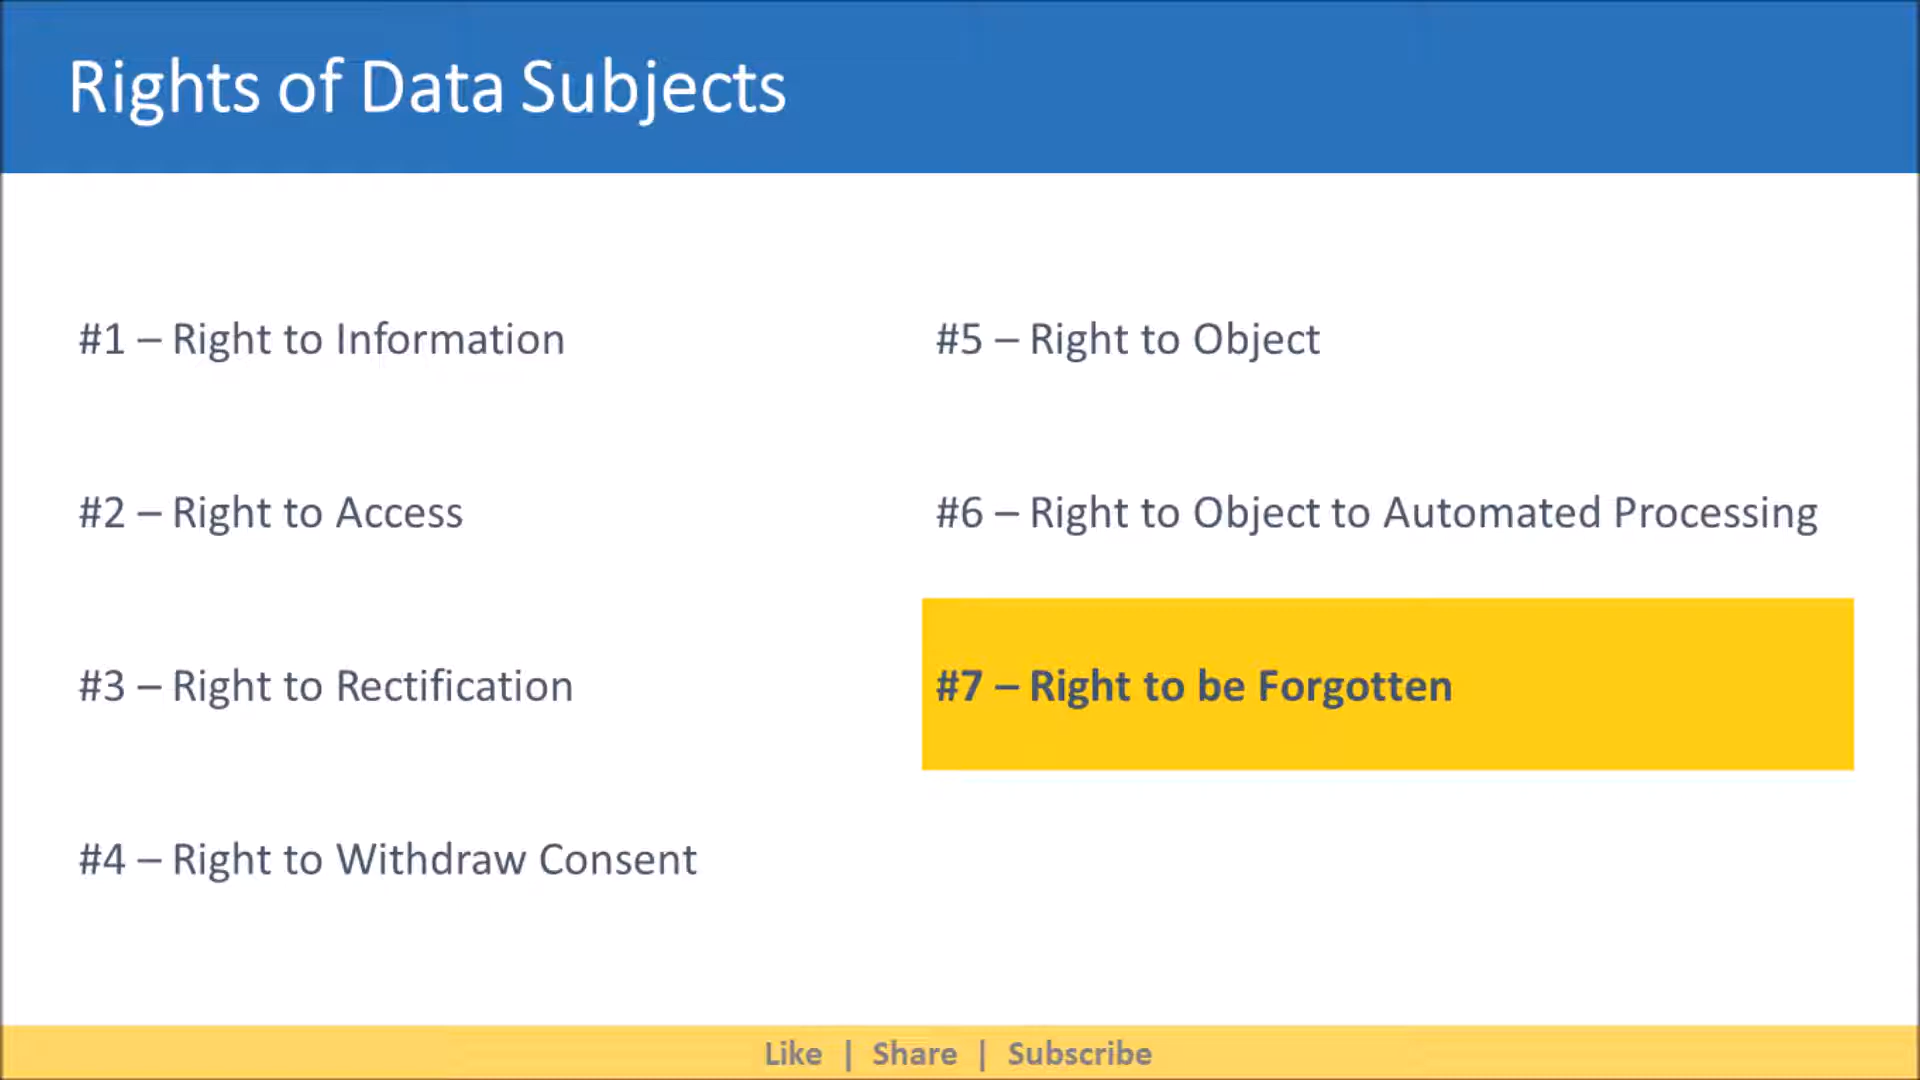 Rights of Data Subjects
#1 – Right to Information
#2 – Right to Access
#3 – Right to Rectification
#4 – Right to Withdraw Consent
#5 – Right to Object
#6 – Right to Object to Automated Processing
#7 – Right to be Forgotten
Like | Share | Subscribe